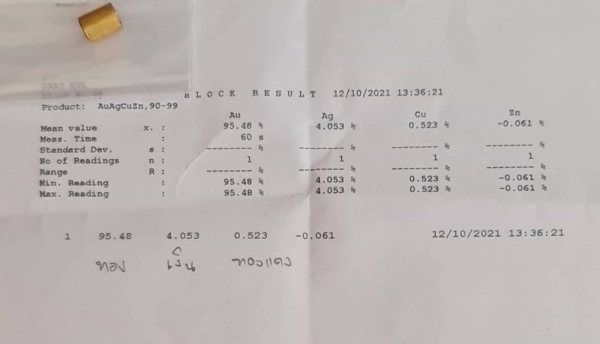 BLOCK RESULT 12/10/2021 13:36:21
Product: AuAgCuZn,90-99
Au Ag Cu Zn
Mean value x. : 95.48 % 4.053 % 0.523 % -0.061 %
Meas. Time : 60 s
Standard Dev. s : -------- % -------- % -------- % -------- %
No of Readings n : 1 1 1 1
Range R : -------- % -------- % -------- % -------- %
Min. Reading : 95.48 % 4.053 % 0.523 % -0.061 %
Max. Reading : 95.48 % 4.053 % 0.523 % -0.061 %
1 95.48 4.053 0.523 -0.061 12/10/2021 13:36:21
ทอง เงิน ทองแดง